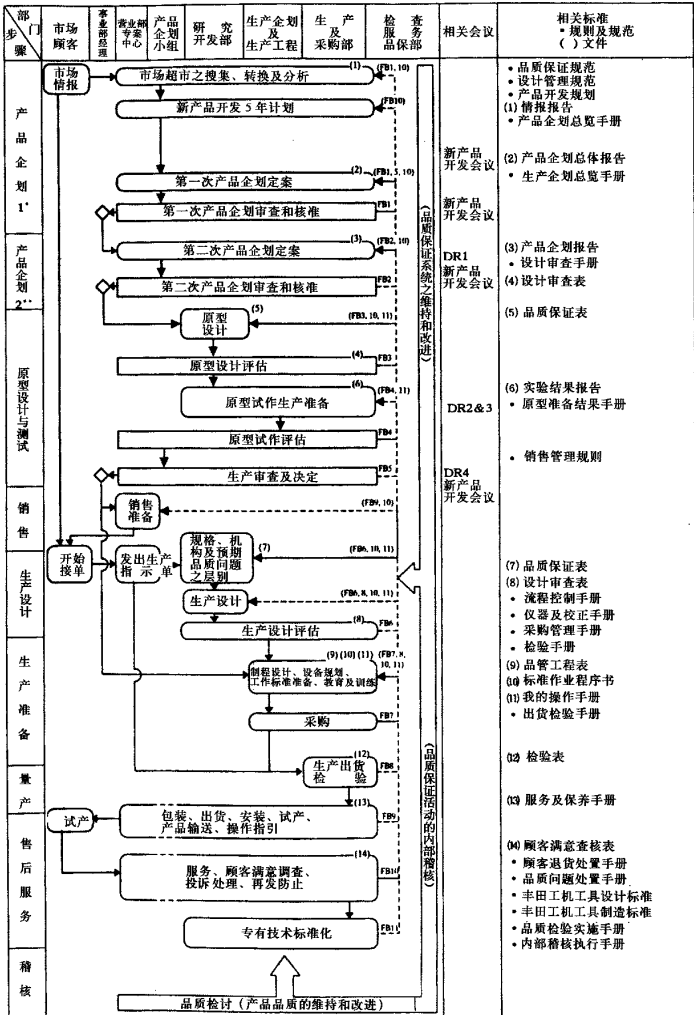 部
门
步
骤
市场
顾客
事业部经理
营业部
专案
中心
产品
企划
小组
研究
开发部
生产企划
及
生产工程
生产
及
采购部
检查
服务
品保部
相关会议
相关标准
▪ 规则及规范
( ) 文件
产品企划
1*
产品企划
2**
原型设计与测试
销售
生产设计
生产准备
量产
售后服务
稽核
市场
情报
市场超市之搜集、转换及分析
(1)
(FB1, 10)
新产品开发 5 年计划
(FB10)
第一次产品企划定案
(2)
(FB1, 5, 10)
第一次产品企划审查和核准
FB1
第二次产品企划定案
(3)
(FB2, 10)
第二次产品企划审查和核准
FB2
原型
设计
(5)
(FB3, 10, 11)
原型设计评估
(4)
FB3
原型试作生产准备
(6)
(FB4, 11)
原型试作评估
FB4
生产审查及决定
FB5
销售
准备
(FB9, 10)
开始
接单
发出生产
指示单
规格、机
构及预期
品质问题
之层别
(7)
(FB6, 10, 11)
生产设计
(FB6, 8, 10, 11)
生产设计评估
(8)
FB6
制程设计、设备规划、
工作标准准备、教育及训练
(9) (10) (11)
(FB7, 8,
10, 11)
采购
FB7
生产出货
检验
(12)
FB8
试产
包装、出货、安装、试产、
产品输送、操作指引
(13)
FB9
服务、顾客满意调查、
投诉处理、再发防止
(14)
FB10
专有技术标准化
FB11
品质检讨（产品品质的维持和改进）
（品质保证系统之维持和改进）
（品质保证活动的内部稽核）
新产品
开发会议
新产品
开发会议
DR1
新产品
开发会议
DR2&3
DR4
新产品
开发会议
• 品质保证规范
• 设计管理规范
• 产品开发规划
(1) 情报报告
• 产品企划总览手册
(2) 产品企划总体报告
• 生产企划总览手册
(3) 产品企划报告
• 设计审查手册
(4) 设计审查表
(5) 品质保证表
(6) 实验结果报告
• 原型准备结果手册
• 销售管理规则
(7) 品质保证表
(8) 设计审查表
• 流程控制手册
• 仪器及校正手册
• 采购管理手册
• 检验手册
(9) 品管工程表
(10) 标准作业程序书
(11) 我的操作手册
• 出货检验手册
(12) 检验表
(13) 服务及保养手册
(14) 顾客满意查核表
• 顾客退货处置手册
• 品质问题处置手册
• 丰田工机工具设计标准
• 丰田工机工具制造标准
• 品质检验实施手册
• 内部稽核执行手册